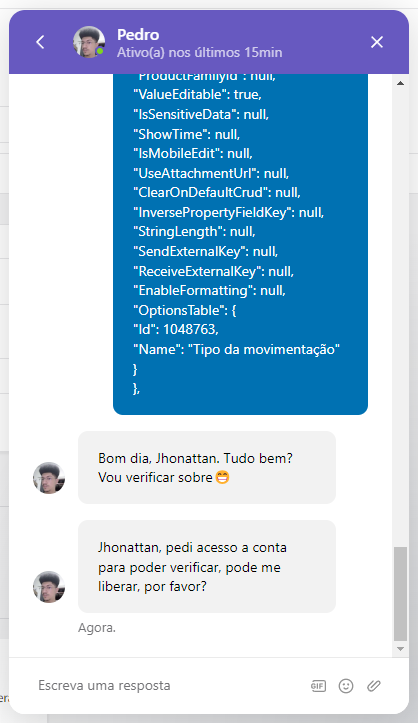 Pedro
Ativo(a) nos últimos 15min
"ProductFamilyId": null,
"ValueEditable": true,
"IsSensitiveData": null,
"ShowTime": null,
"IsMobileEdit": null,
"UseAttachmentUrl": null,
"ClearOnDefaultCrud": null,
"InversePropertyFieldKey": null,
"StringLength": null,
"SendExternalKey": null,
"ReceiveExternalKey": null,
"EnableFormatting": null,
"OptionsTable": {
"Id": 1048763,
"Name": "Tipo da movimentação"
}
},
Bom dia, Jhonattan. Tudo bem?
Vou verificar sobre😁
Jhonattan, pedi acesso a conta
para poder verificar, pode me
liberar, por favor?
Agora.
Escreva uma resposta
GIF